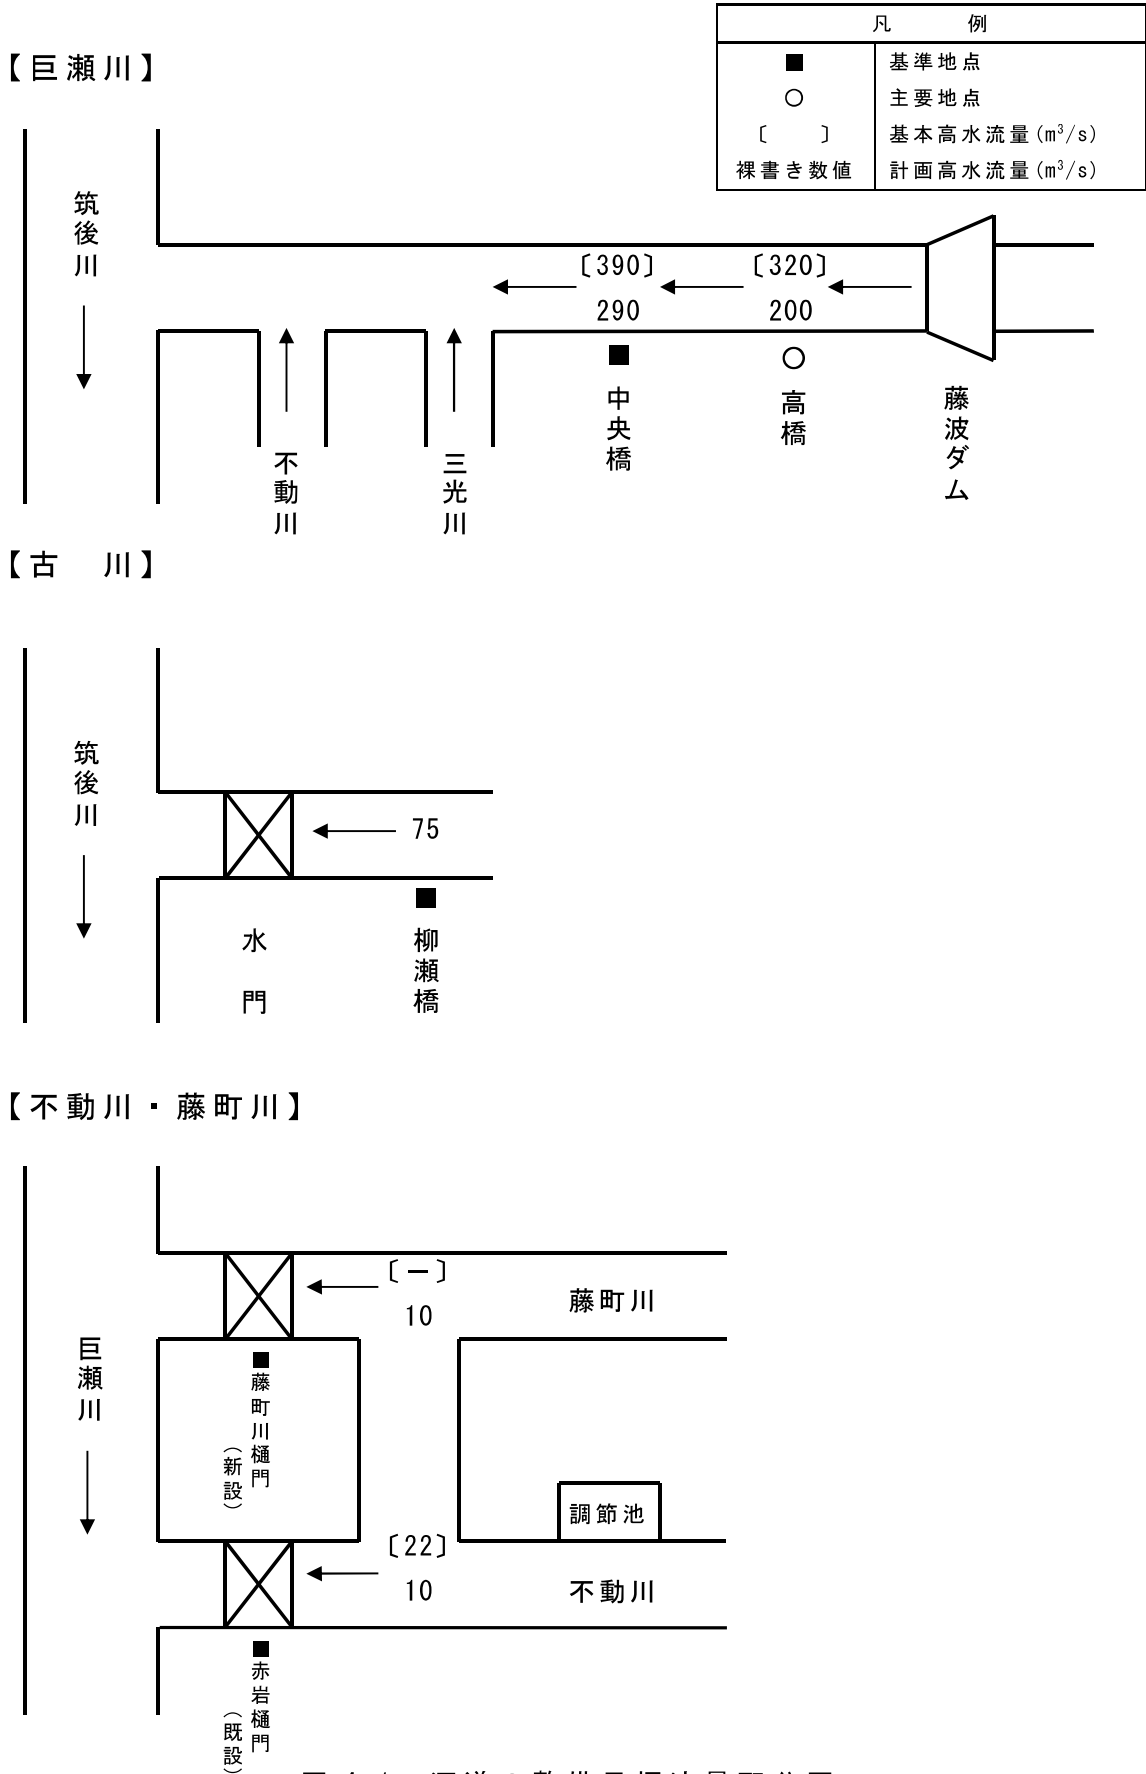 凡　例
■ 基準地点
○ 主要地点
〔　〕 基本高水流量(m³/s)
裸書き数値 計画高水流量(m³/s)
【巨瀬川】
筑後川
〔390〕
290
〔320〕
200
中央橋
高橋
藤波ダム
不動川
三光川
【古　川】
筑後川
75
水門
柳瀬橋
【不動川・藤町川】
巨瀬川
〔－〕
10
藤町川
藤町川樋門
（新設）
調節池
〔22〕
10
不動川
赤岩樋門
（既設）